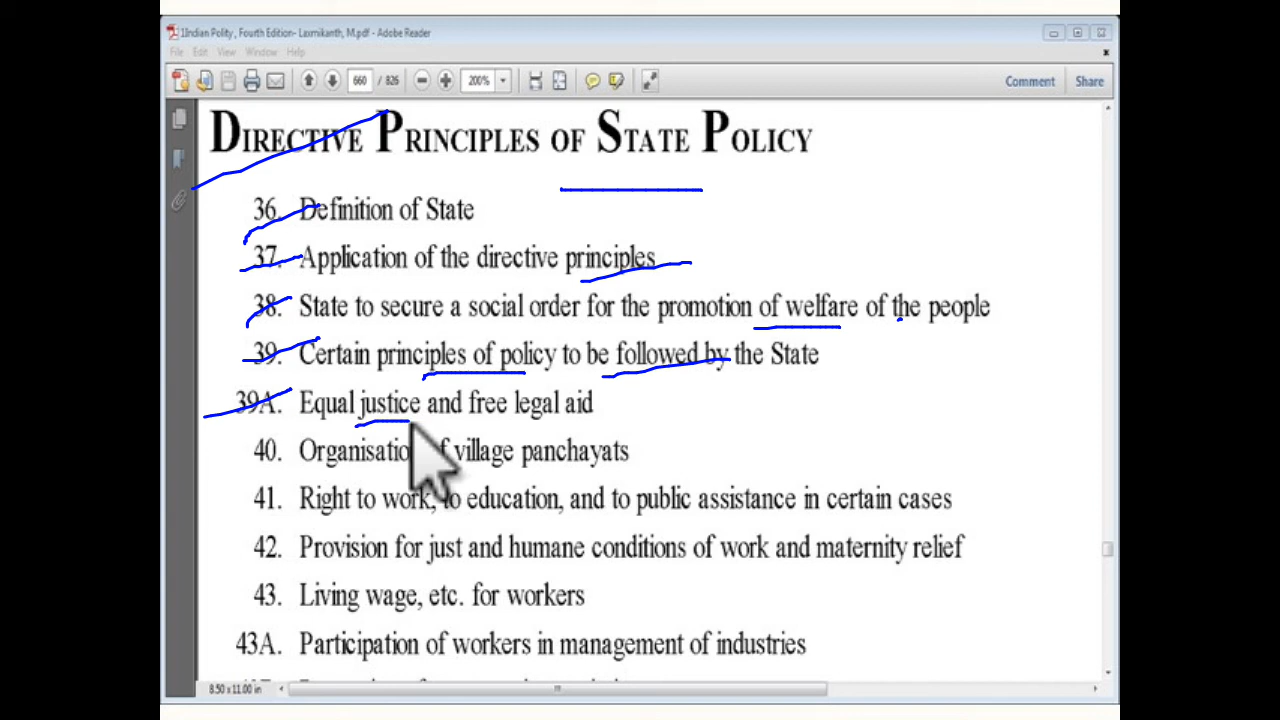 1Indian Polity , Fourth Edition- Laxmikanth, M.pdf - Adobe Reader
File Edit View Window Help
660 / 826 200% Comment Share
DIRECTIVE PRINCIPLES OF STATE POLICY
36. Definition of State
37. Application of the directive principles
38. State to secure a social order for the promotion of welfare of the people
39. Certain principles of policy to be followed by the State
39A. Equal justice and free legal aid
40. village panchayats
41. Right to work, to education, and to public assistance in certain cases
42. Provision for just and humane conditions of work and maternity relief
43. Living wage, etc. for workers
43A. Participation of workers in management of industries
8.50 x 11.00 in